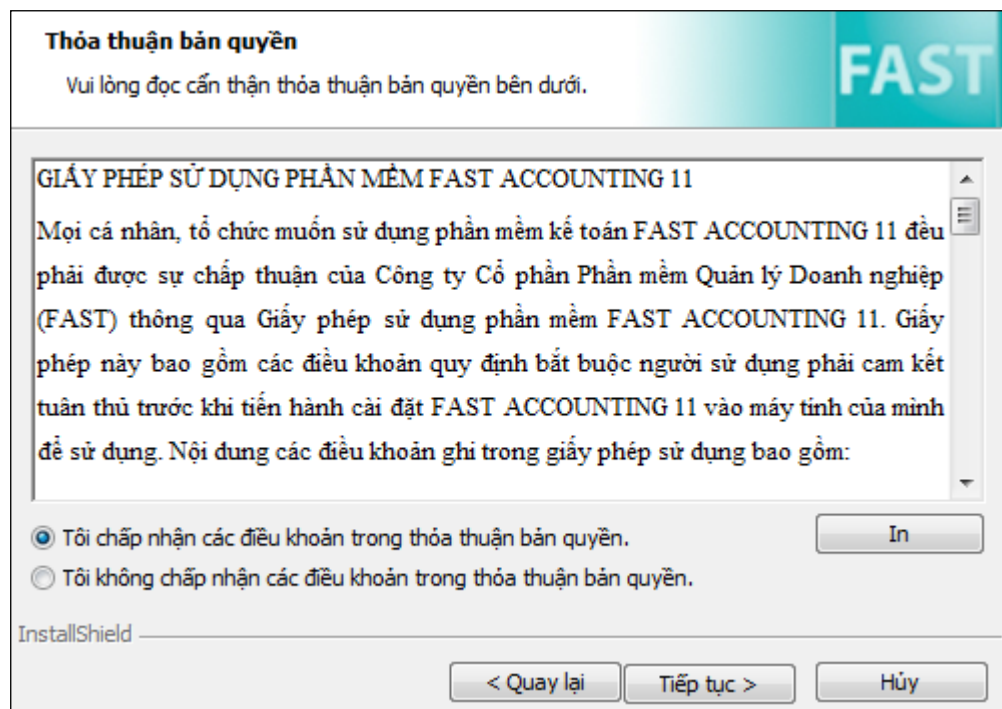 Thỏa thuận bản quyền
Vui lòng đọc cẩn thận thỏa thuận bản quyền bên dưới.
FAST
GIẤY PHÉP SỬ DỤNG PHẦN MỀM FAST ACCOUNTING 11
Mọi cá nhân, tổ chức muốn sử dụng phần mềm kế toán FAST ACCOUNTING 11 đều
phải được sự chấp thuận của Công ty Cổ phần Phần mềm Quản lý Doanh nghiệp
(FAST) thông qua Giấy phép sử dụng phần mềm FAST ACCOUNTING 11. Giấy
phép này bao gồm các điều khoản quy định bắt buộc người sử dụng phải cam kết
tuân thủ trước khi tiến hành cài đặt FAST ACCOUNTING 11 vào máy tính của mình
để sử dụng. Nội dung các điều khoản ghi trong giấy phép sử dụng bao gồm:
Tôi chấp nhận các điều khoản trong thỏa thuận bản quyền.
In
Tôi không chấp nhận các điều khoản trong thỏa thuận bản quyền.
InstallShield
< Quay lại
Tiếp tục >
Hủy